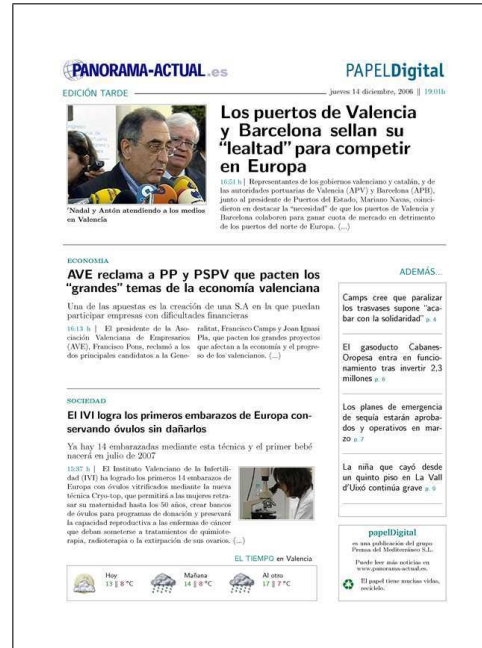 PANORAMA-ACTUAL.es
PAPELDigital
EDICIÓN TARDE
jueves 14 diciembre, 2006 || 19:01h
Los puertos de Valencia
y Barcelona sellan su
“lealtad” para competir
en Europa
16:51 h | Representantes de los gobiernos valenciano y catalán, y de
las autoridades portuarias de Valencia (APV) y Barcelona (APB),
junto al presidente de Puertos del Estado, Mariano Navas, coinci-
dieron en destacar la “necesidad” de que los puertos de Valencia y
Barcelona colaboren para ganar cuota de mercado en detrimento
de los puertos del norte de Europa. (...)
'Nadal y Antón atendiendo a los medios
en Valencia
ECONOMIA
AVE reclama a PP y PSPV que pacten los
“grandes” temas de la economía valenciana
Una de las apuestas es la creación de una S.A en la que puedan
participar empresas con dificultades financieras
16:13 h | El presidente de la Aso-
ciación Valenciana de Empresarios
(AVE), Francisco Pons, reclamó a los
dos principales candidatos a la Gene-
ralitat, Francisco Camps y Joan Ignasi
Pla, que pacten los grandes proyectos
que afectan a la economía y el progre-
so de los valencianos. (...)
SOCIEDAD
El IVI logra los primeros embarazos de Europa con-
servando óvulos sin dañarlos
Ya hay 14 embarazadas mediante esta técnica y el primer bebé
nacerá en julio de 2007
15:37 h | El Instituto Valenciano de la Infertili-
dad (IVI) ha logrado los primeros 14 embarazos de
Europa con óvulos vitrificados mediante la nueva
técnica Cryo-top, que permitirá a las mujeres retra-
sar su maternidad hasta los 50 años, crear bancos
de óvulos para programas de donación y preservará
la capacidad reproductiva a las enfermas de cáncer
que deban someterse a tratamientos de quimiote-
rapia, radioterapia o la extirpación de sus ovarios. (...)
ADEMÁS...
Camps cree que paralizar
los trasvases supone “aca-
bar con la solidaridad” p. 4
El gasoducto Cabanes-
Oropesa entra en funcio-
namiento tras invertir 2,3
millones p. 6
Los planes de emergencia
de sequía estarán aproba-
dos y operativos en mar-
zo p. 7
La niña que cayó desde
un quinto piso en La Vall
d'Uixó continúa grave p. 9
papelDigital
es una publicación del grupo
Prensa del Mediterráneo S.L.
Puede leer más noticias en
www.panorama-actual.es.
El papel tiene muchas vidas,
recíclelo.
EL TIEMPO en Valencia
Hoy
13 || 8 °C
Mañana
14 || 8 °C
Al otro
17 || 7 °C